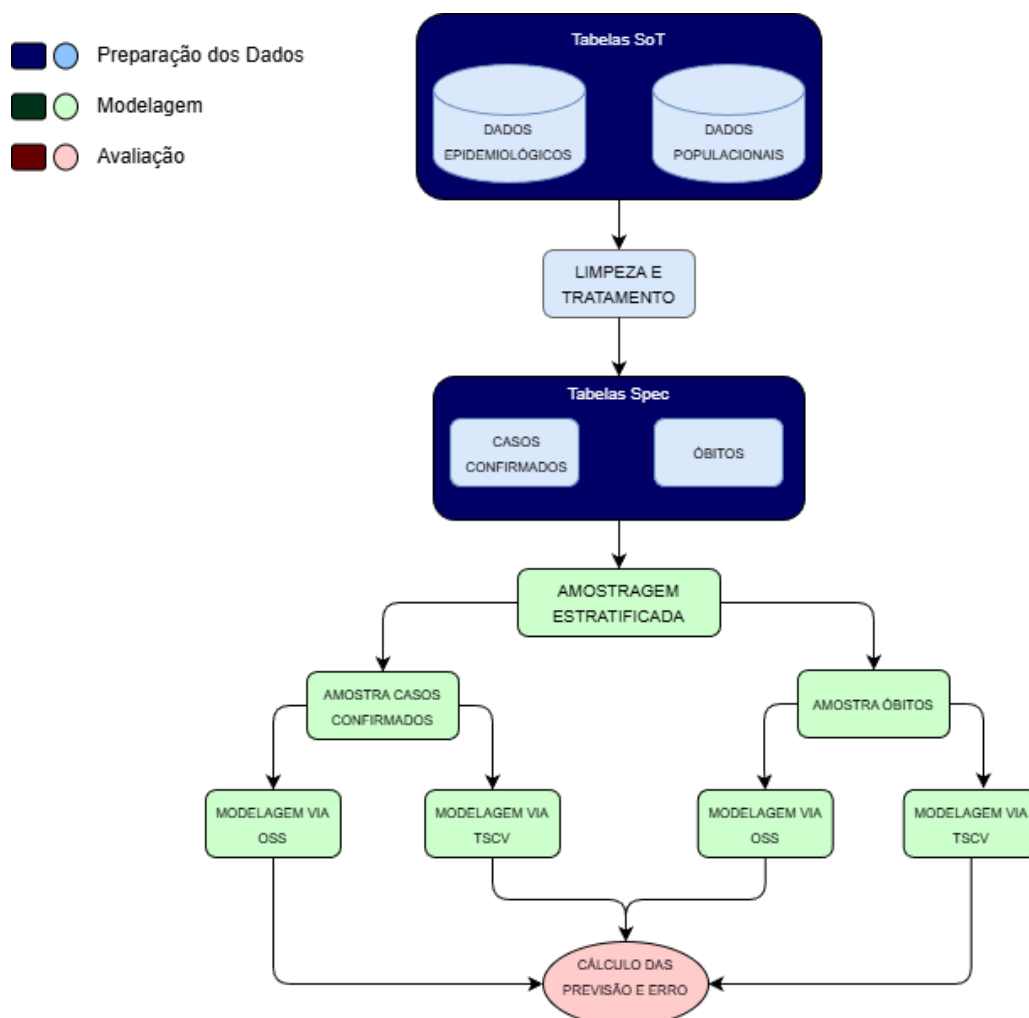 Preparação dos Dados
Modelagem
Avaliação
Tabelas SoT
DADOS
EPIDEMIOLÓGICOS
DADOS
POPULACIONAIS
LIMPEZA E
TRATAMENTO
Tabelas Spec
CASOS
CONFIRMADOS
ÓBITOS
AMOSTRAGEM
ESTRATIFICADA
AMOSTRA CASOS
CONFIRMADOS
AMOSTRA ÓBITOS
MODELAGEM VIA
OSS
MODELAGEM VIA
TSCV
MODELAGEM VIA
OSS
MODELAGEM VIA
TSCV
CÁLCULO DAS
PREVISÃO E ERRO